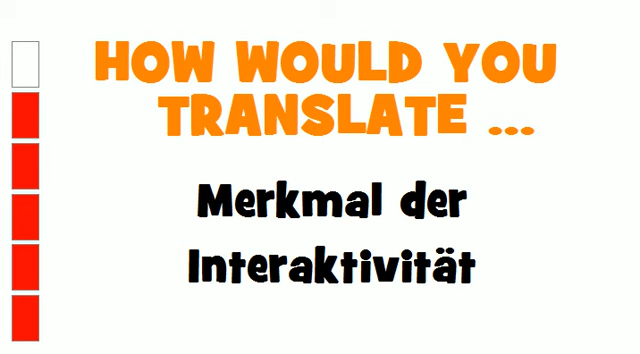 HOW WOULD YOU
TRANSLATE ...
Merkmal der
Interaktivität